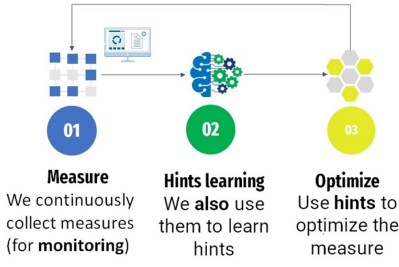 01
02
03
Measure
We continuously
collect measures
(for monitoring)
Hints learning
We also use
them to learn
hints
Optimize
Use hints to
optimize the
measure